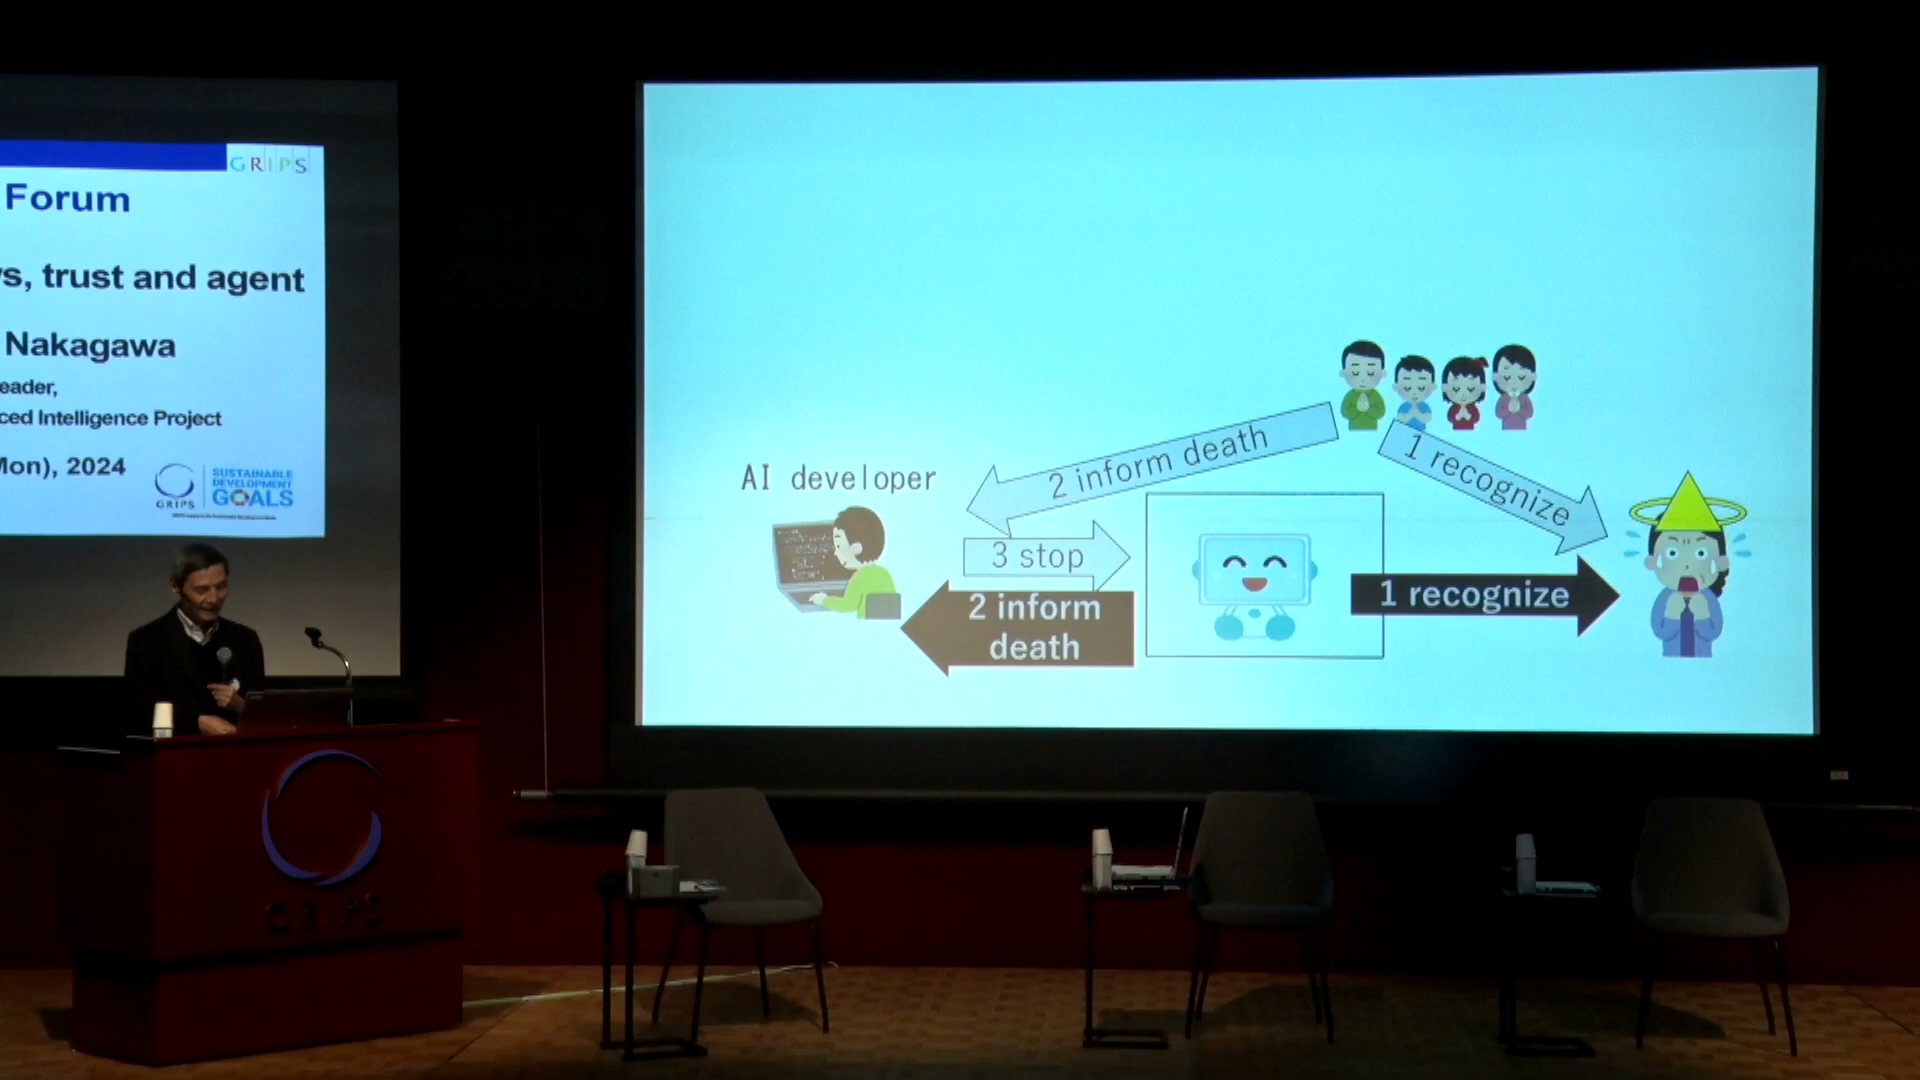 GRIPS
Forum
s, trust and agent
Nakagawa
eader,
ced Intelligence Project
Mon), 2024
GRIPS
SUSTAINABLE
DEVELOPMENT
GOALS
AI developer
2 inform death
1 recognize
3 stop
2 inform
death
1 recognize
GRIPS